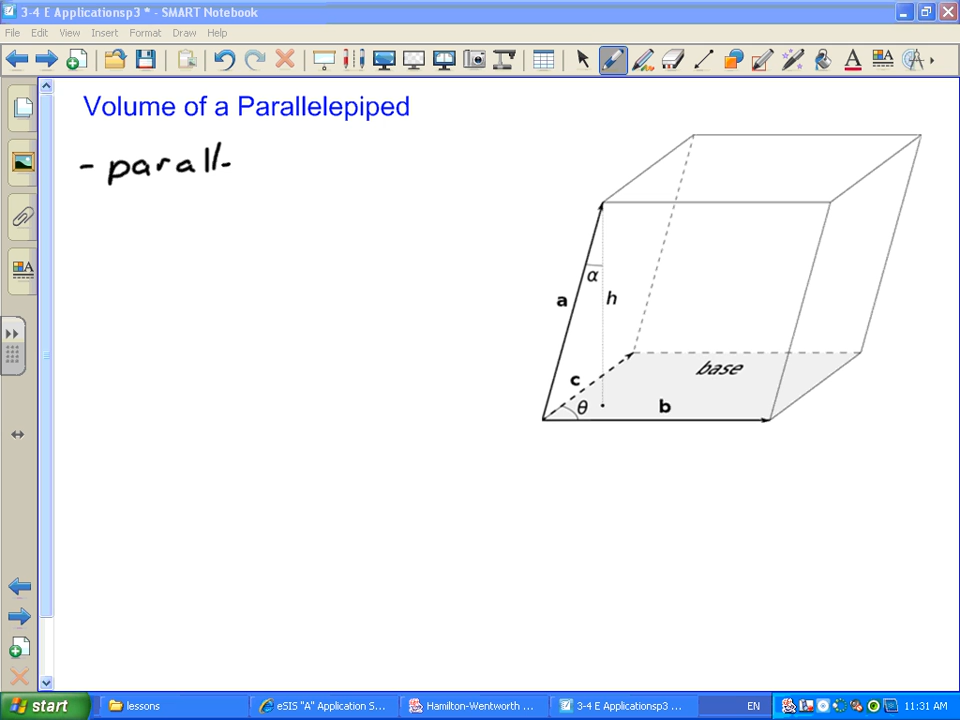 3-4 E Applicationsp3 * - SMART Notebook
File Edit View Insert Format Draw Help
Volume of a Parallelepiped
- parall-
α
a
h
c
base
θ
b
start
lessons
eSIS "A" Application S...
Hamilton-Wentworth ...
3-4 E Applicationsp3 ...
EN
11:31 AM